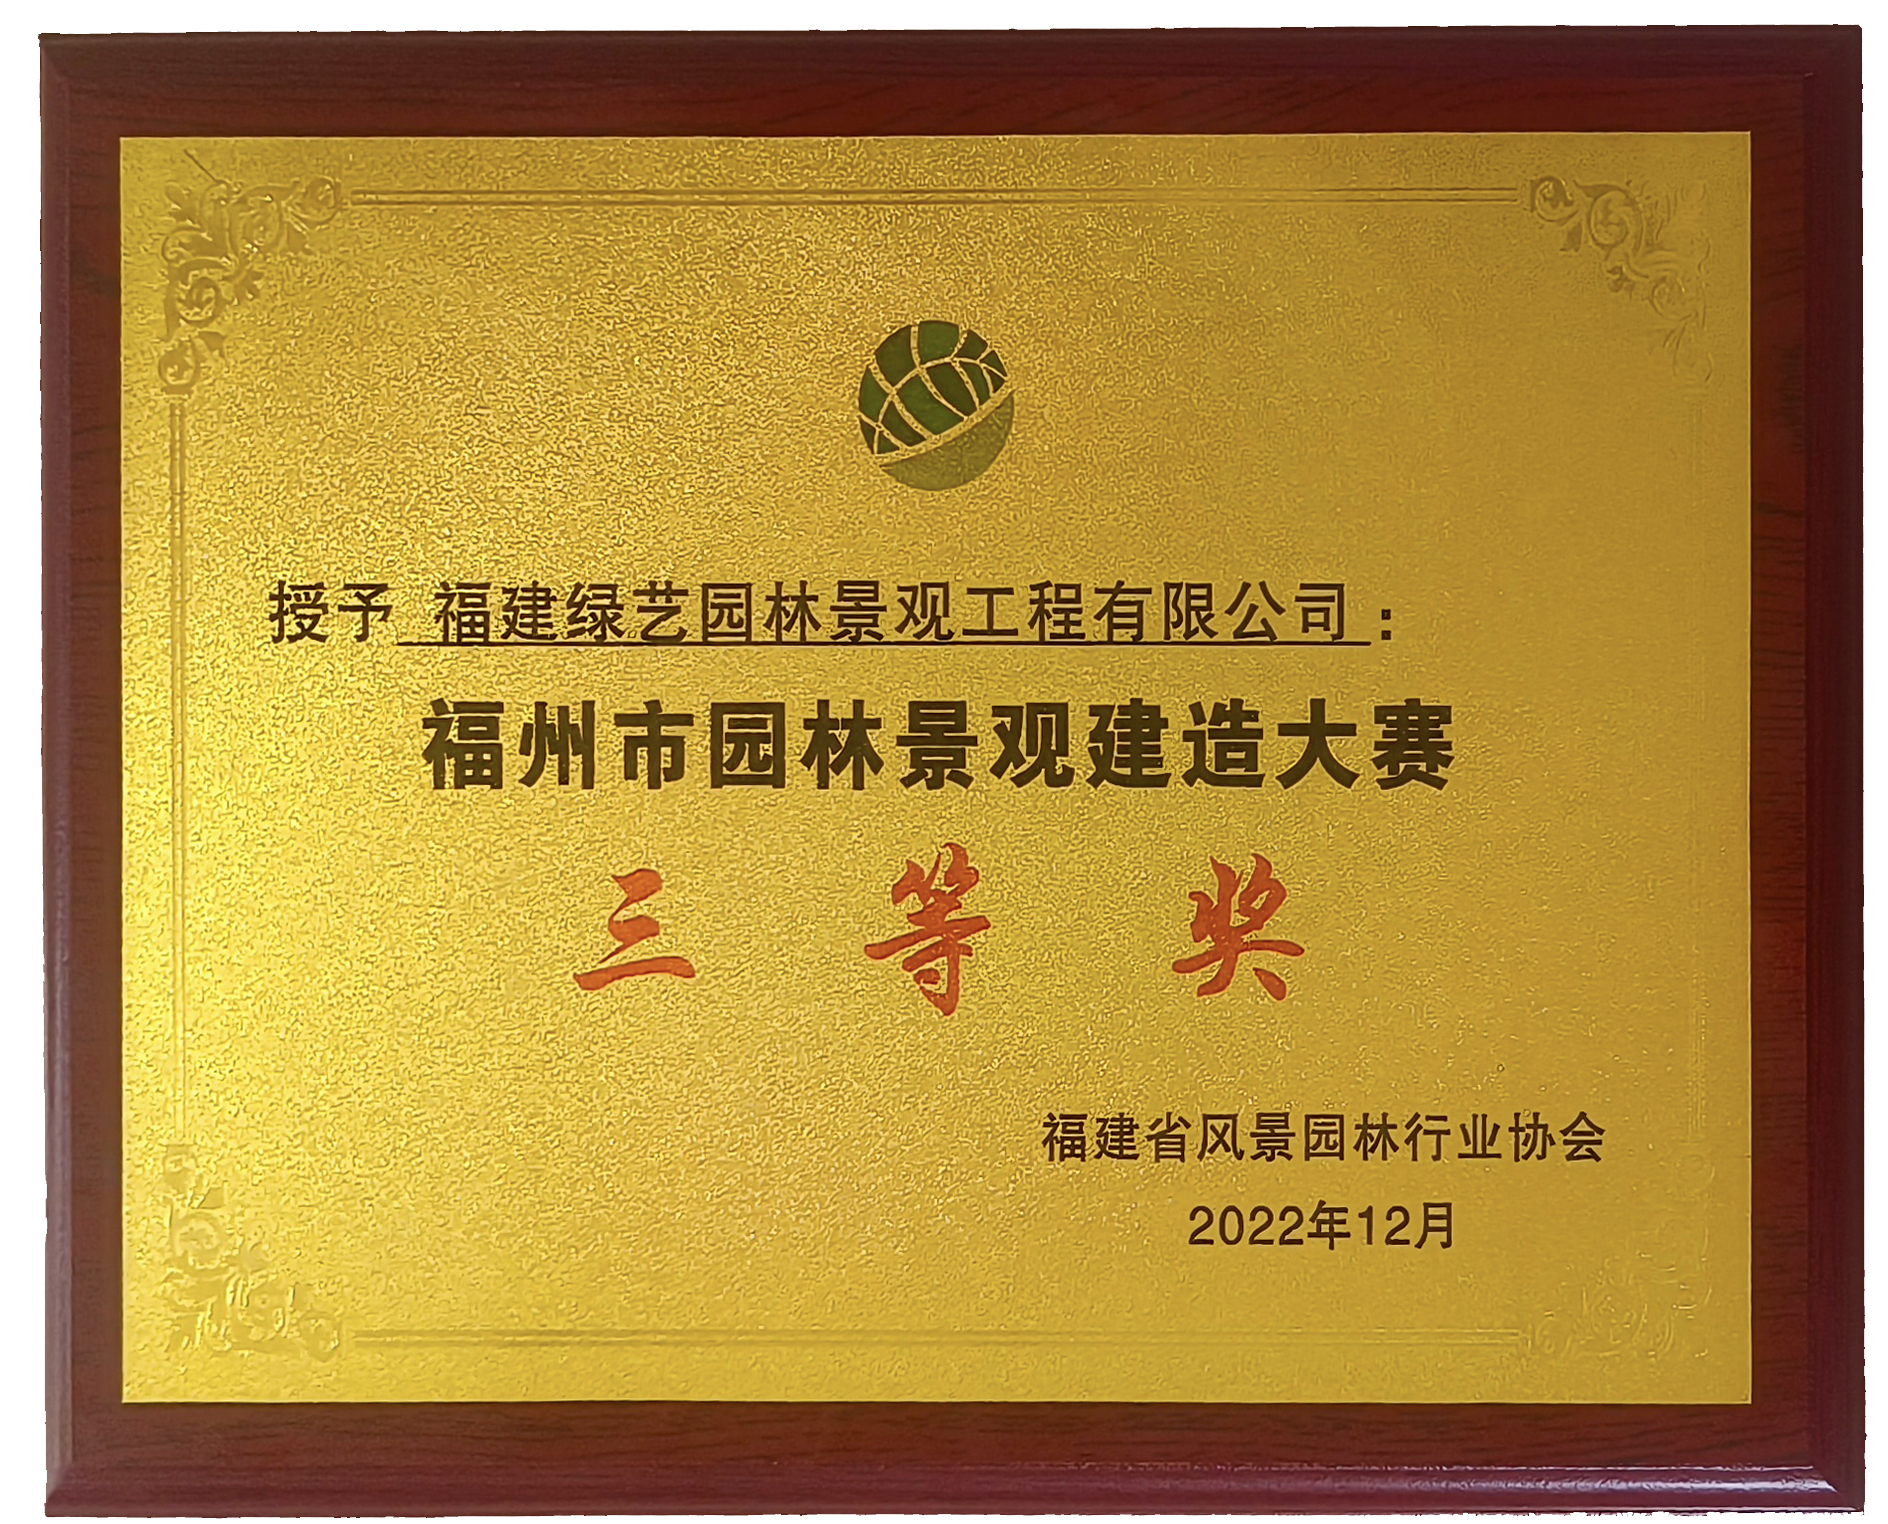 授予 福建绿艺园林景观工程有限公司：
福州市园林景观建造大赛
三等奖
福建省风景园林行业协会
2022年12月